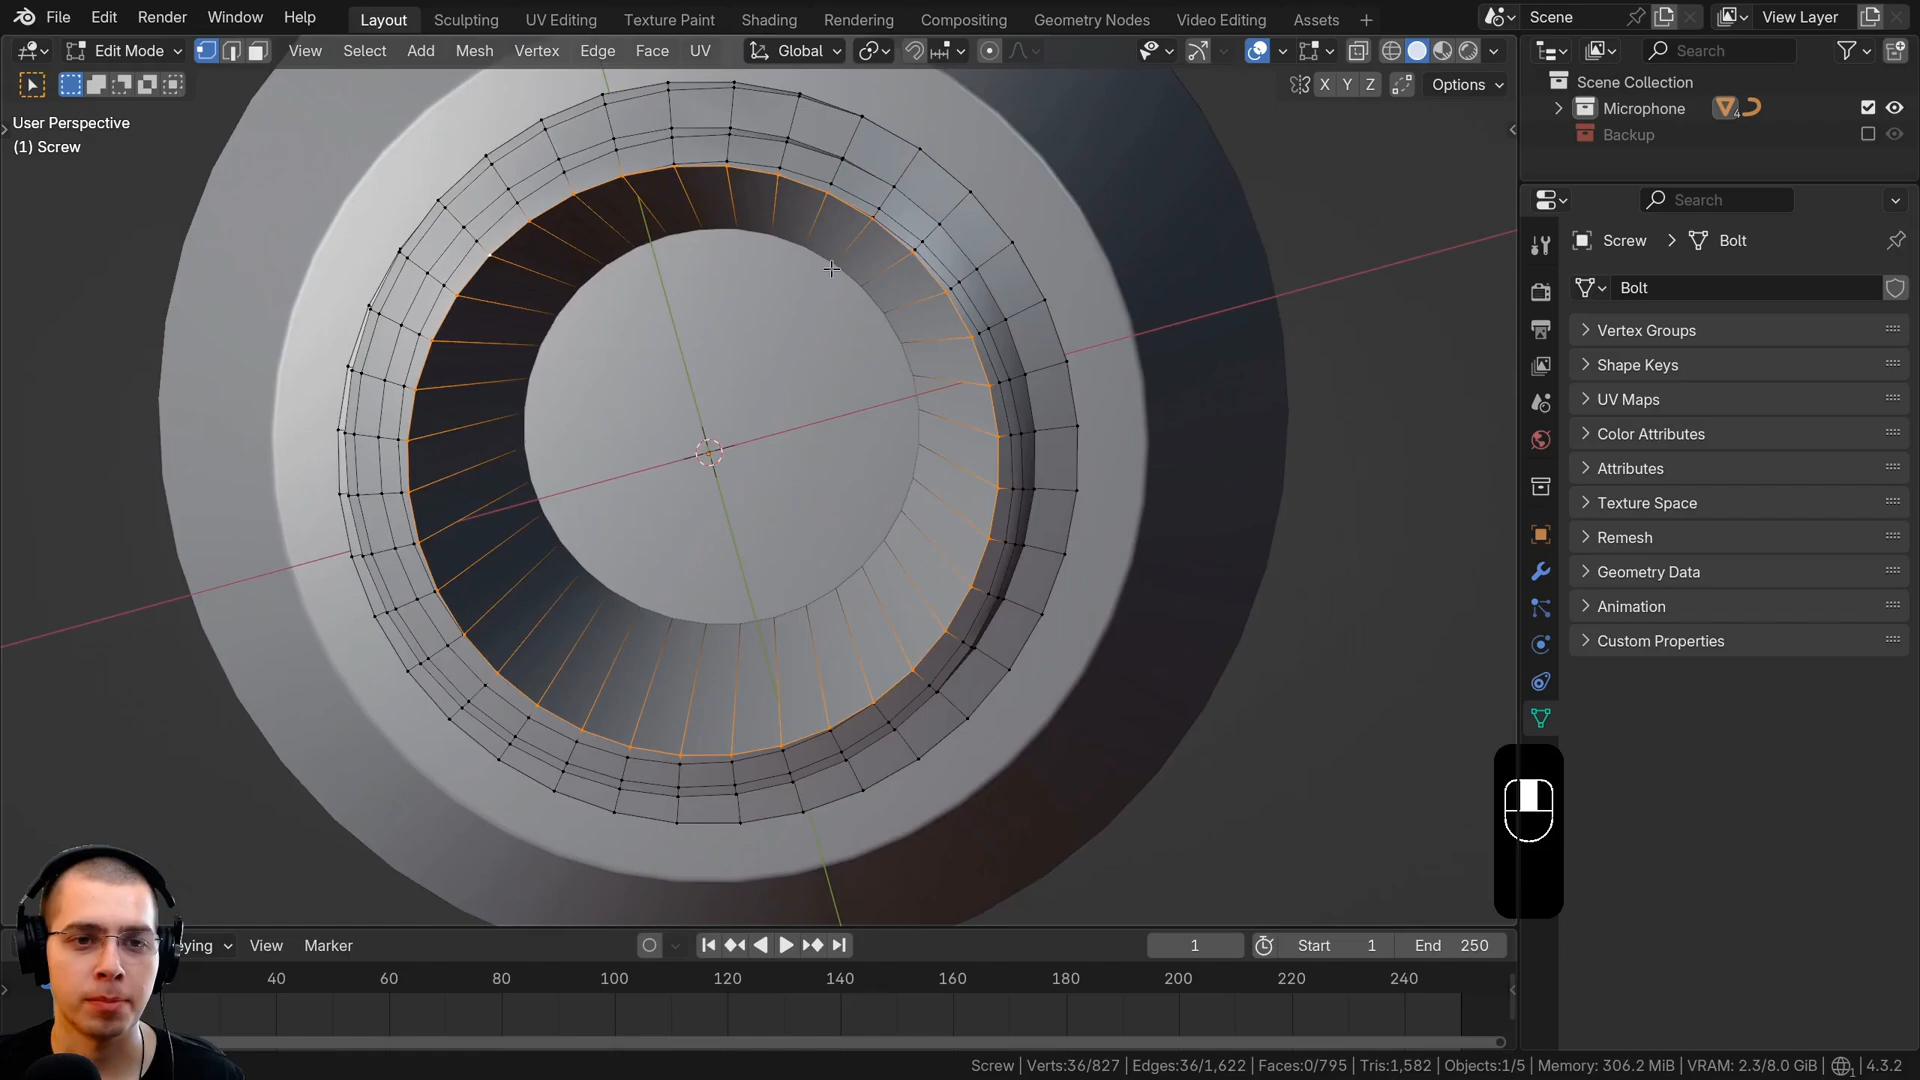 File Edit Render Window Help Layout Sculpting UV Editing Texture Paint Shading Animation Rendering Compositing Geometry Nodes Video Editing Assets + Scene View Layer
Edit Mode View Select Add Mesh Vertex Edge Face UV Global Search
X Y Z Options
User Perspective
(1) Screw
Scene Collection
Microphone 4
Backup
Search
Screw > Bolt
Bolt
Vertex Groups
Shape Keys
UV Maps
Color Attributes
Attributes
Texture Space
Remesh
Geometry Data
Animation
Custom Properties
eying View Marker 1 Start 1 End 250
40 60 80 100 120 140 160 180 200 220 240
Screw | Verts:36/827 | Edges:36/1,622 | Faces:0/795 | Tris:1,582 | Objects:1/5 | Memory: 306.2 MiB | VRAM: 2.3/8.0 GiB | 1 4.3.2